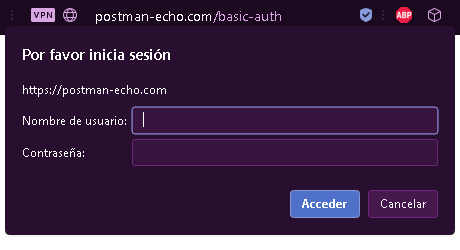 VPN postman-echo.com/basic-auth ABP
Por favor inicia sesión
https://postman-echo.com
Nombre de usuario:
Contraseña:
Acceder Cancelar